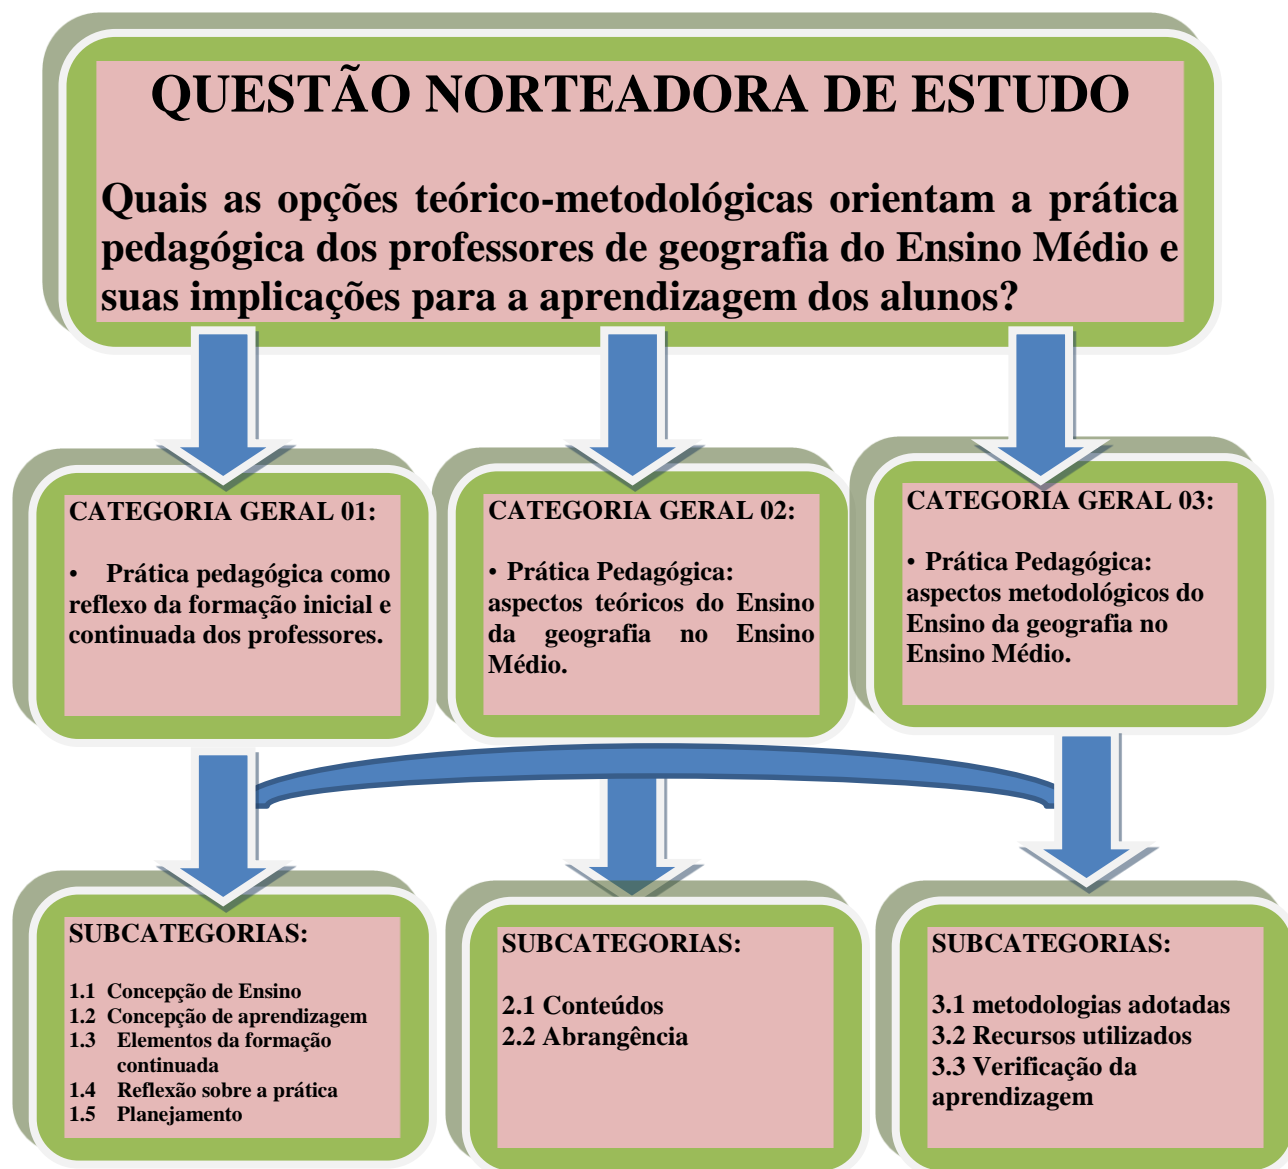 QUESTÃO NORTEADORA DE ESTUDO
Quais as opções teórico-metodológicas orientam a prática
pedagógica dos professores de geografia do Ensino Médio e
suas implicações para a aprendizagem dos alunos?
CATEGORIA GERAL 01:
• Prática pedagógica como
reflexo da formação inicial e
continuada dos professores.
CATEGORIA GERAL 02:
• Prática Pedagógica:
aspectos teóricos do Ensino
da geografia no Ensino
Médio.
CATEGORIA GERAL 03:
• Prática Pedagógica:
aspectos metodológicos do
Ensino da geografia no
Ensino Médio.
SUBCATEGORIAS:
1.1 Concepção de Ensino
1.2 Concepção de aprendizagem
1.3 Elementos da formação
continuada
1.4 Reflexão sobre a prática
1.5 Planejamento
SUBCATEGORIAS:
2.1 Conteúdos
2.2 Abrangência
SUBCATEGORIAS:
3.1 metodologias adotadas
3.2 Recursos utilizados
3.3 Verificação da
aprendizagem